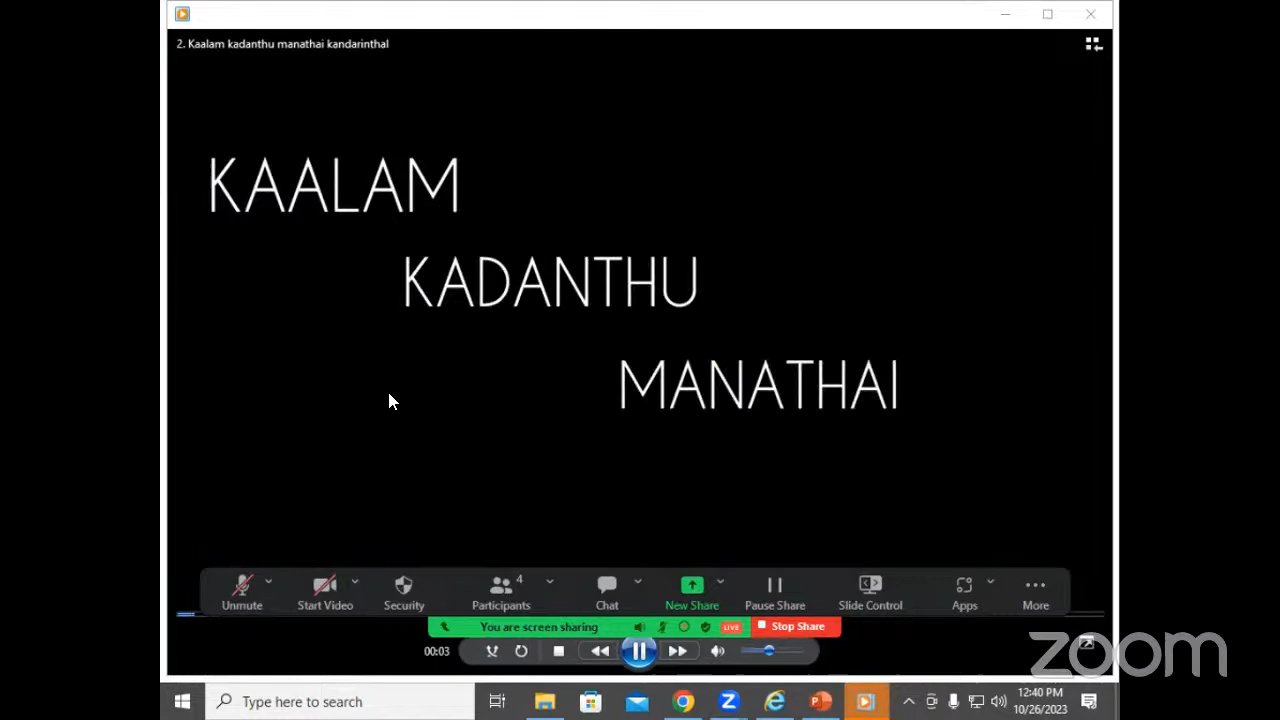 2. Kaalam kadanthu manathai kandarinthal
KAALAM
KADANTHU
MANATHAI
Unmute
Start Video
Security
4
Participants
Chat
New Share
Pause Share
Slide Control
Apps
More
You are screen sharing
LIVE
Stop Share
00:03
zoom
Type here to search
12:40 PM
10/26/2023